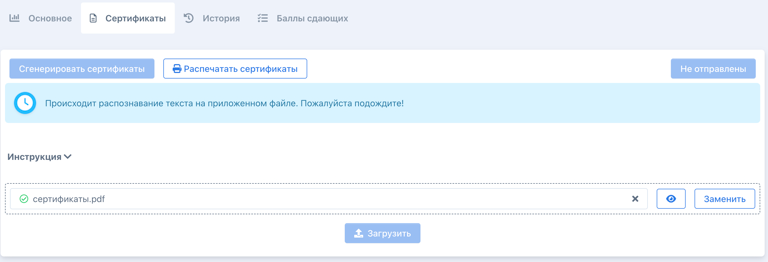 Основное Сертификаты История Баллы сдающих
Сгенерировать сертификаты Распечатать сертификаты Не отправлены
Происходит распознавание текста на приложенном файле. Пожалуйста подождите!
Инструкция
сертификаты.pdf Заменить
Загрузить